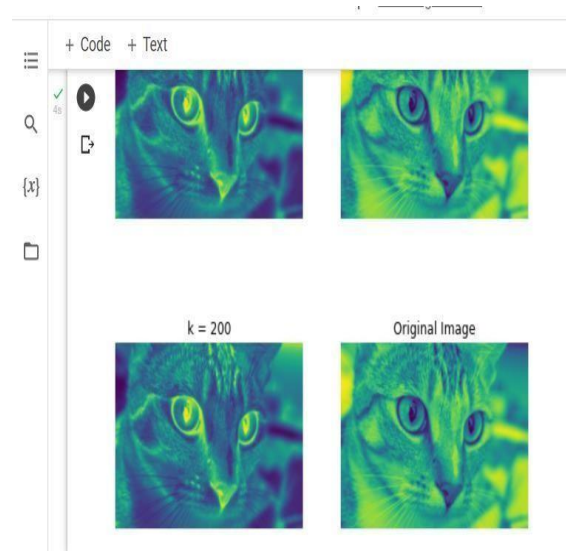 + Code + Text
4s
{x}
k = 200
Original Image